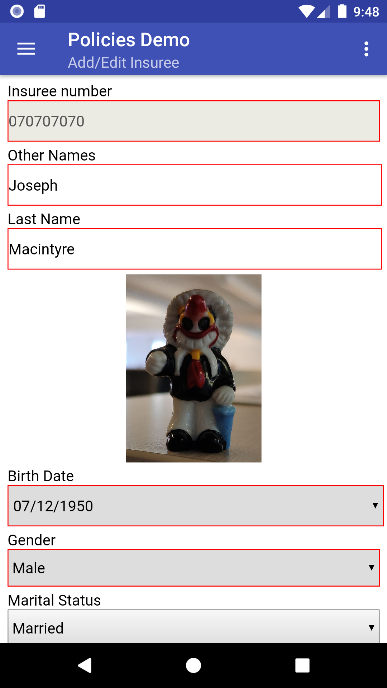 9:48
Policies Demo
Add/Edit Insuree
Insuree number
070707070
Other Names
Joseph
Last Name
Macintyre
Birth Date
07/12/1950
Gender
Male
Marital Status
Married